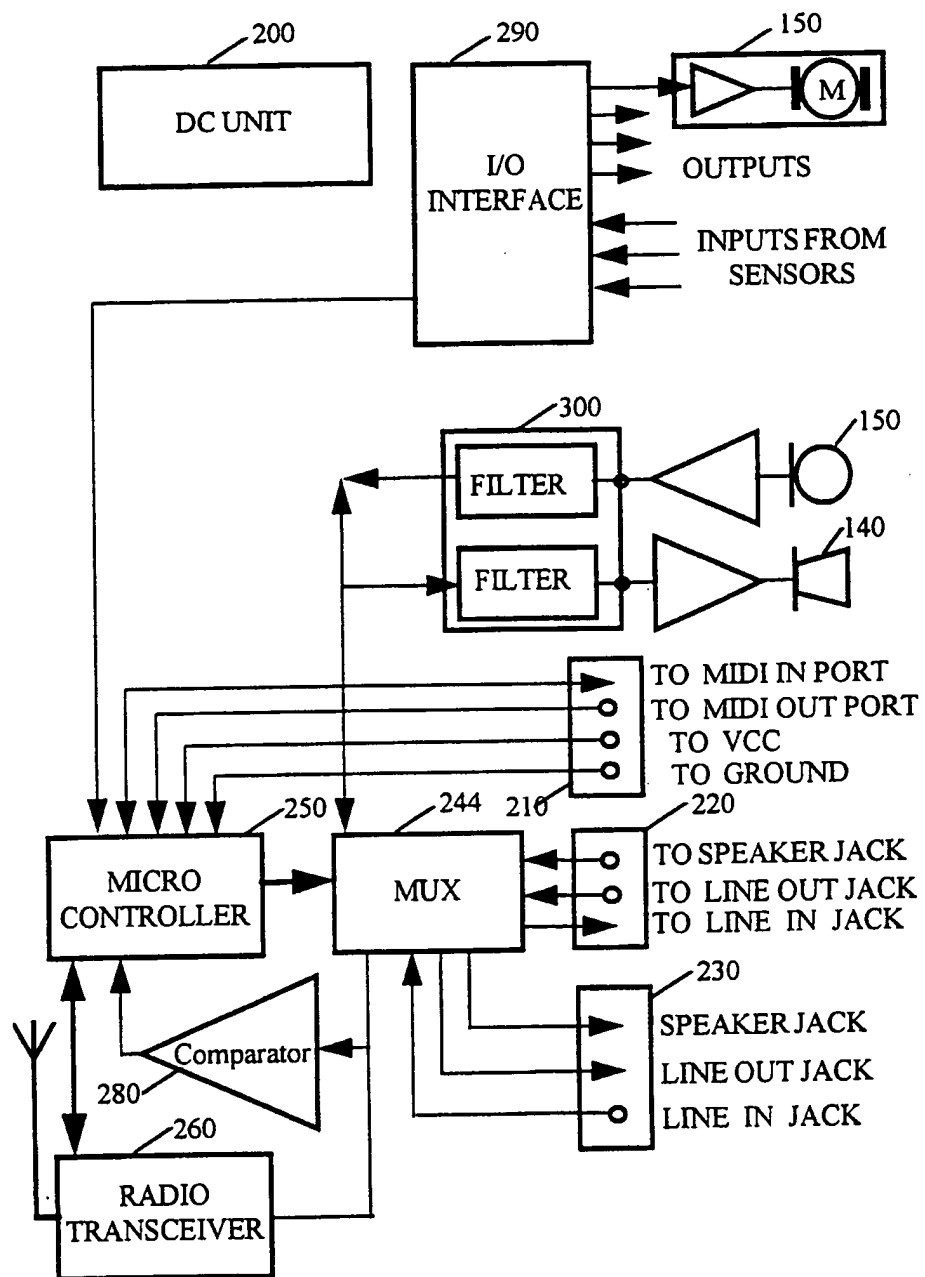 200
290
150
DC UNIT
M
I/O
INTERFACE
OUTPUTS
INPUTS FROM
SENSORS
300
150
FILTER
140
FILTER
TO MIDI IN PORT
TO MIDI OUT PORT
TO VCC
TO GROUND
210
250
244
220
MICRO
CONTROLLER
MUX
TO SPEAKER JACK
TO LINE OUT JACK
TO LINE IN JACK
230
Comparator
280
SPEAKER JACK
LINE OUT JACK
LINE IN JACK
260
RADIO
TRANSCEIVER